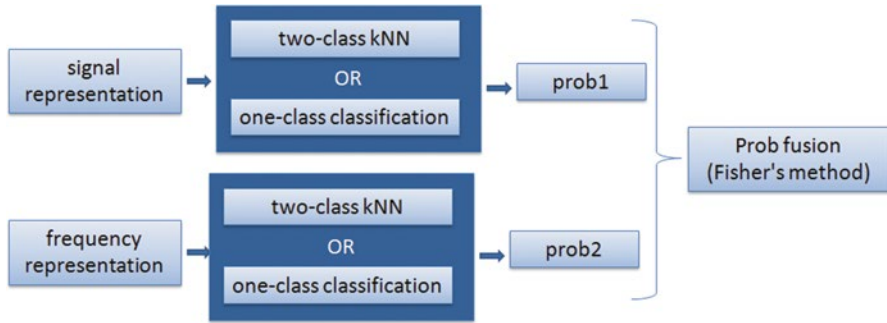 signal
representation
two-class kNN
OR
one-class classification
prob1
frequency
representation
two-class kNN
OR
one-class classification
prob2
Prob fusion
(Fisher's method)